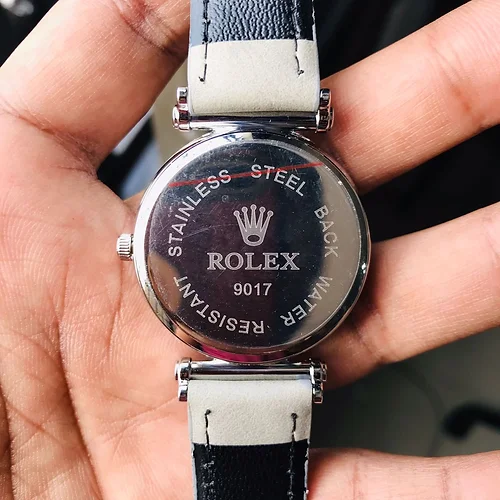 STAINLESS STEEL BACK WATER RESISTANT
ROLEX
9017